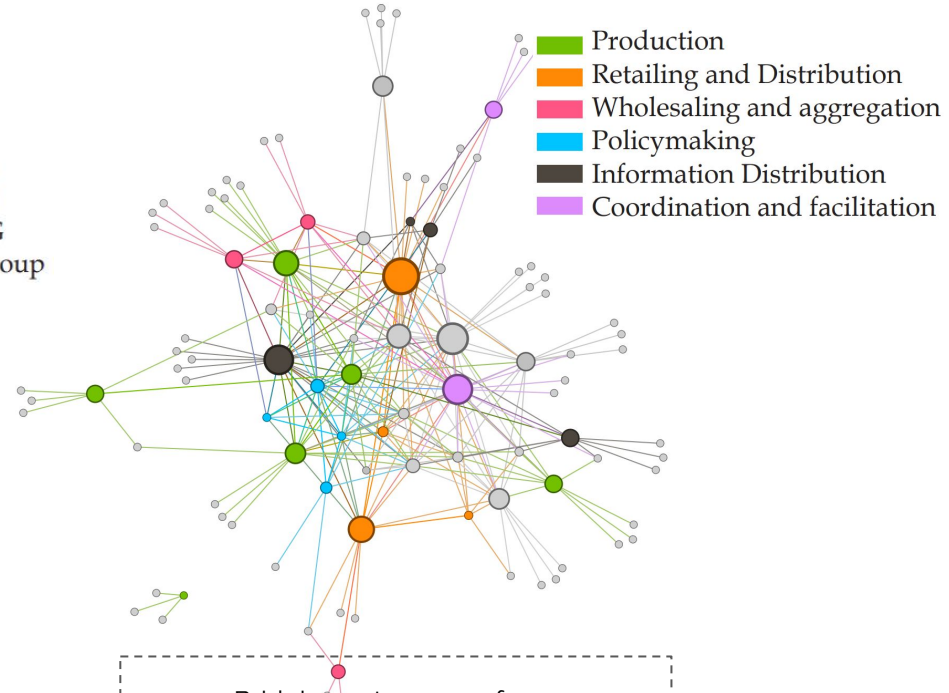 Production
Retailing and Distribution
Wholesaling and aggregation
Policymaking
Information Distribution
Coordination and facilitation
oup